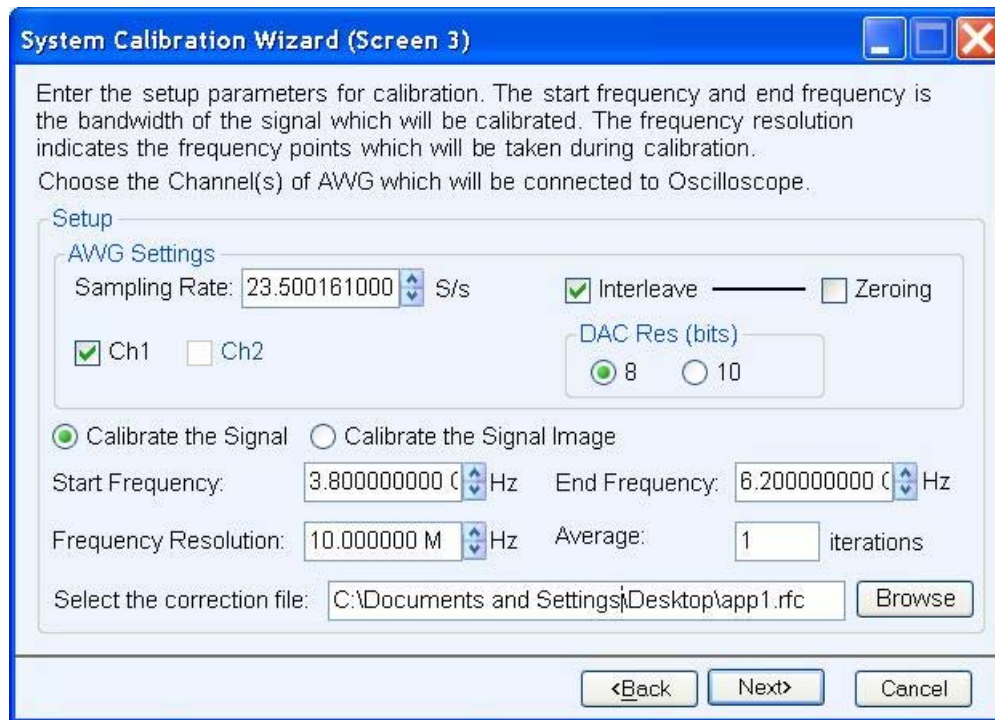 System Calibration Wizard (Screen 3)
Enter the setup parameters for calibration. The start frequency and end frequency is
the bandwidth of the signal which will be calibrated. The frequency resolution
indicates the frequency points which will be taken during calibration.
Choose the Channel(s) of AWG which will be connected to Oscilloscope.
Setup
AWG Settings
Sampling Rate: 23.500161000 S/s Interleave Zeroing
DAC Res (bits)
Ch1 Ch2
8 10
Calibrate the Signal Calibrate the Signal Image
Start Frequency: 3.800000000 Hz End Frequency: 6.200000000 Hz
Frequency Resolution: 10.000000 M Hz Average: 1 iterations
Select the correction file: C:\Documents and Settings\Desktop\app1.rfc Browse
<Back Next> Cancel